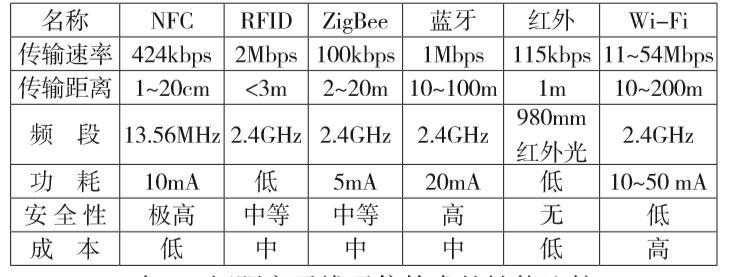 名称 NFC RFID ZigBee 蓝牙 红外 Wi-Fi
传输速率 424kbps 2Mbps 100kbps 1Mbps 115kbps 11~54Mbps
传输距离 1~20cm <3m 2~20m 10~100m 1m 10~200m
频 段 13.56MHz 2.4GHz 2.4GHz 2.4GHz 980mm 红外光 2.4GHz
功 耗 10mA 低 5mA 20mA 低 10~50 mA
安全性 极高 中等 中等 高 无 低
成 本 低 中 中 中 低 高